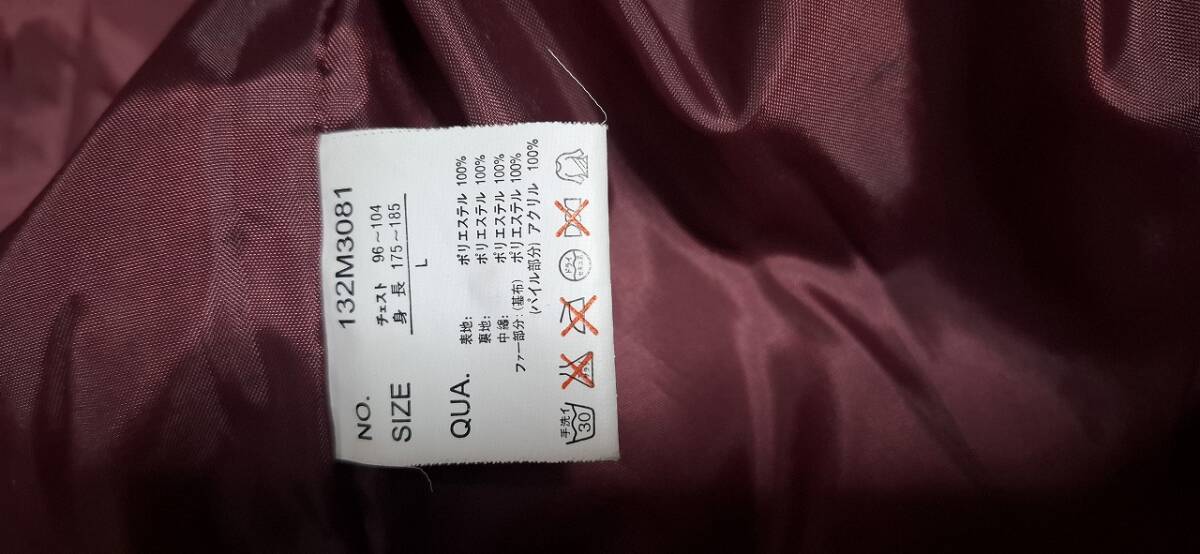 NO. 132M3081
SIZE チェスト 96～104
身 長 175～185
L
QUA. 表地: ポリエステル 100%
裏地: ポリエステル 100%
中綿: ポリエステル 100%
ファー部分:(基布) ポリエステル 100%
(パイル部分) アクリル 100%
手洗イ
30
ドライ